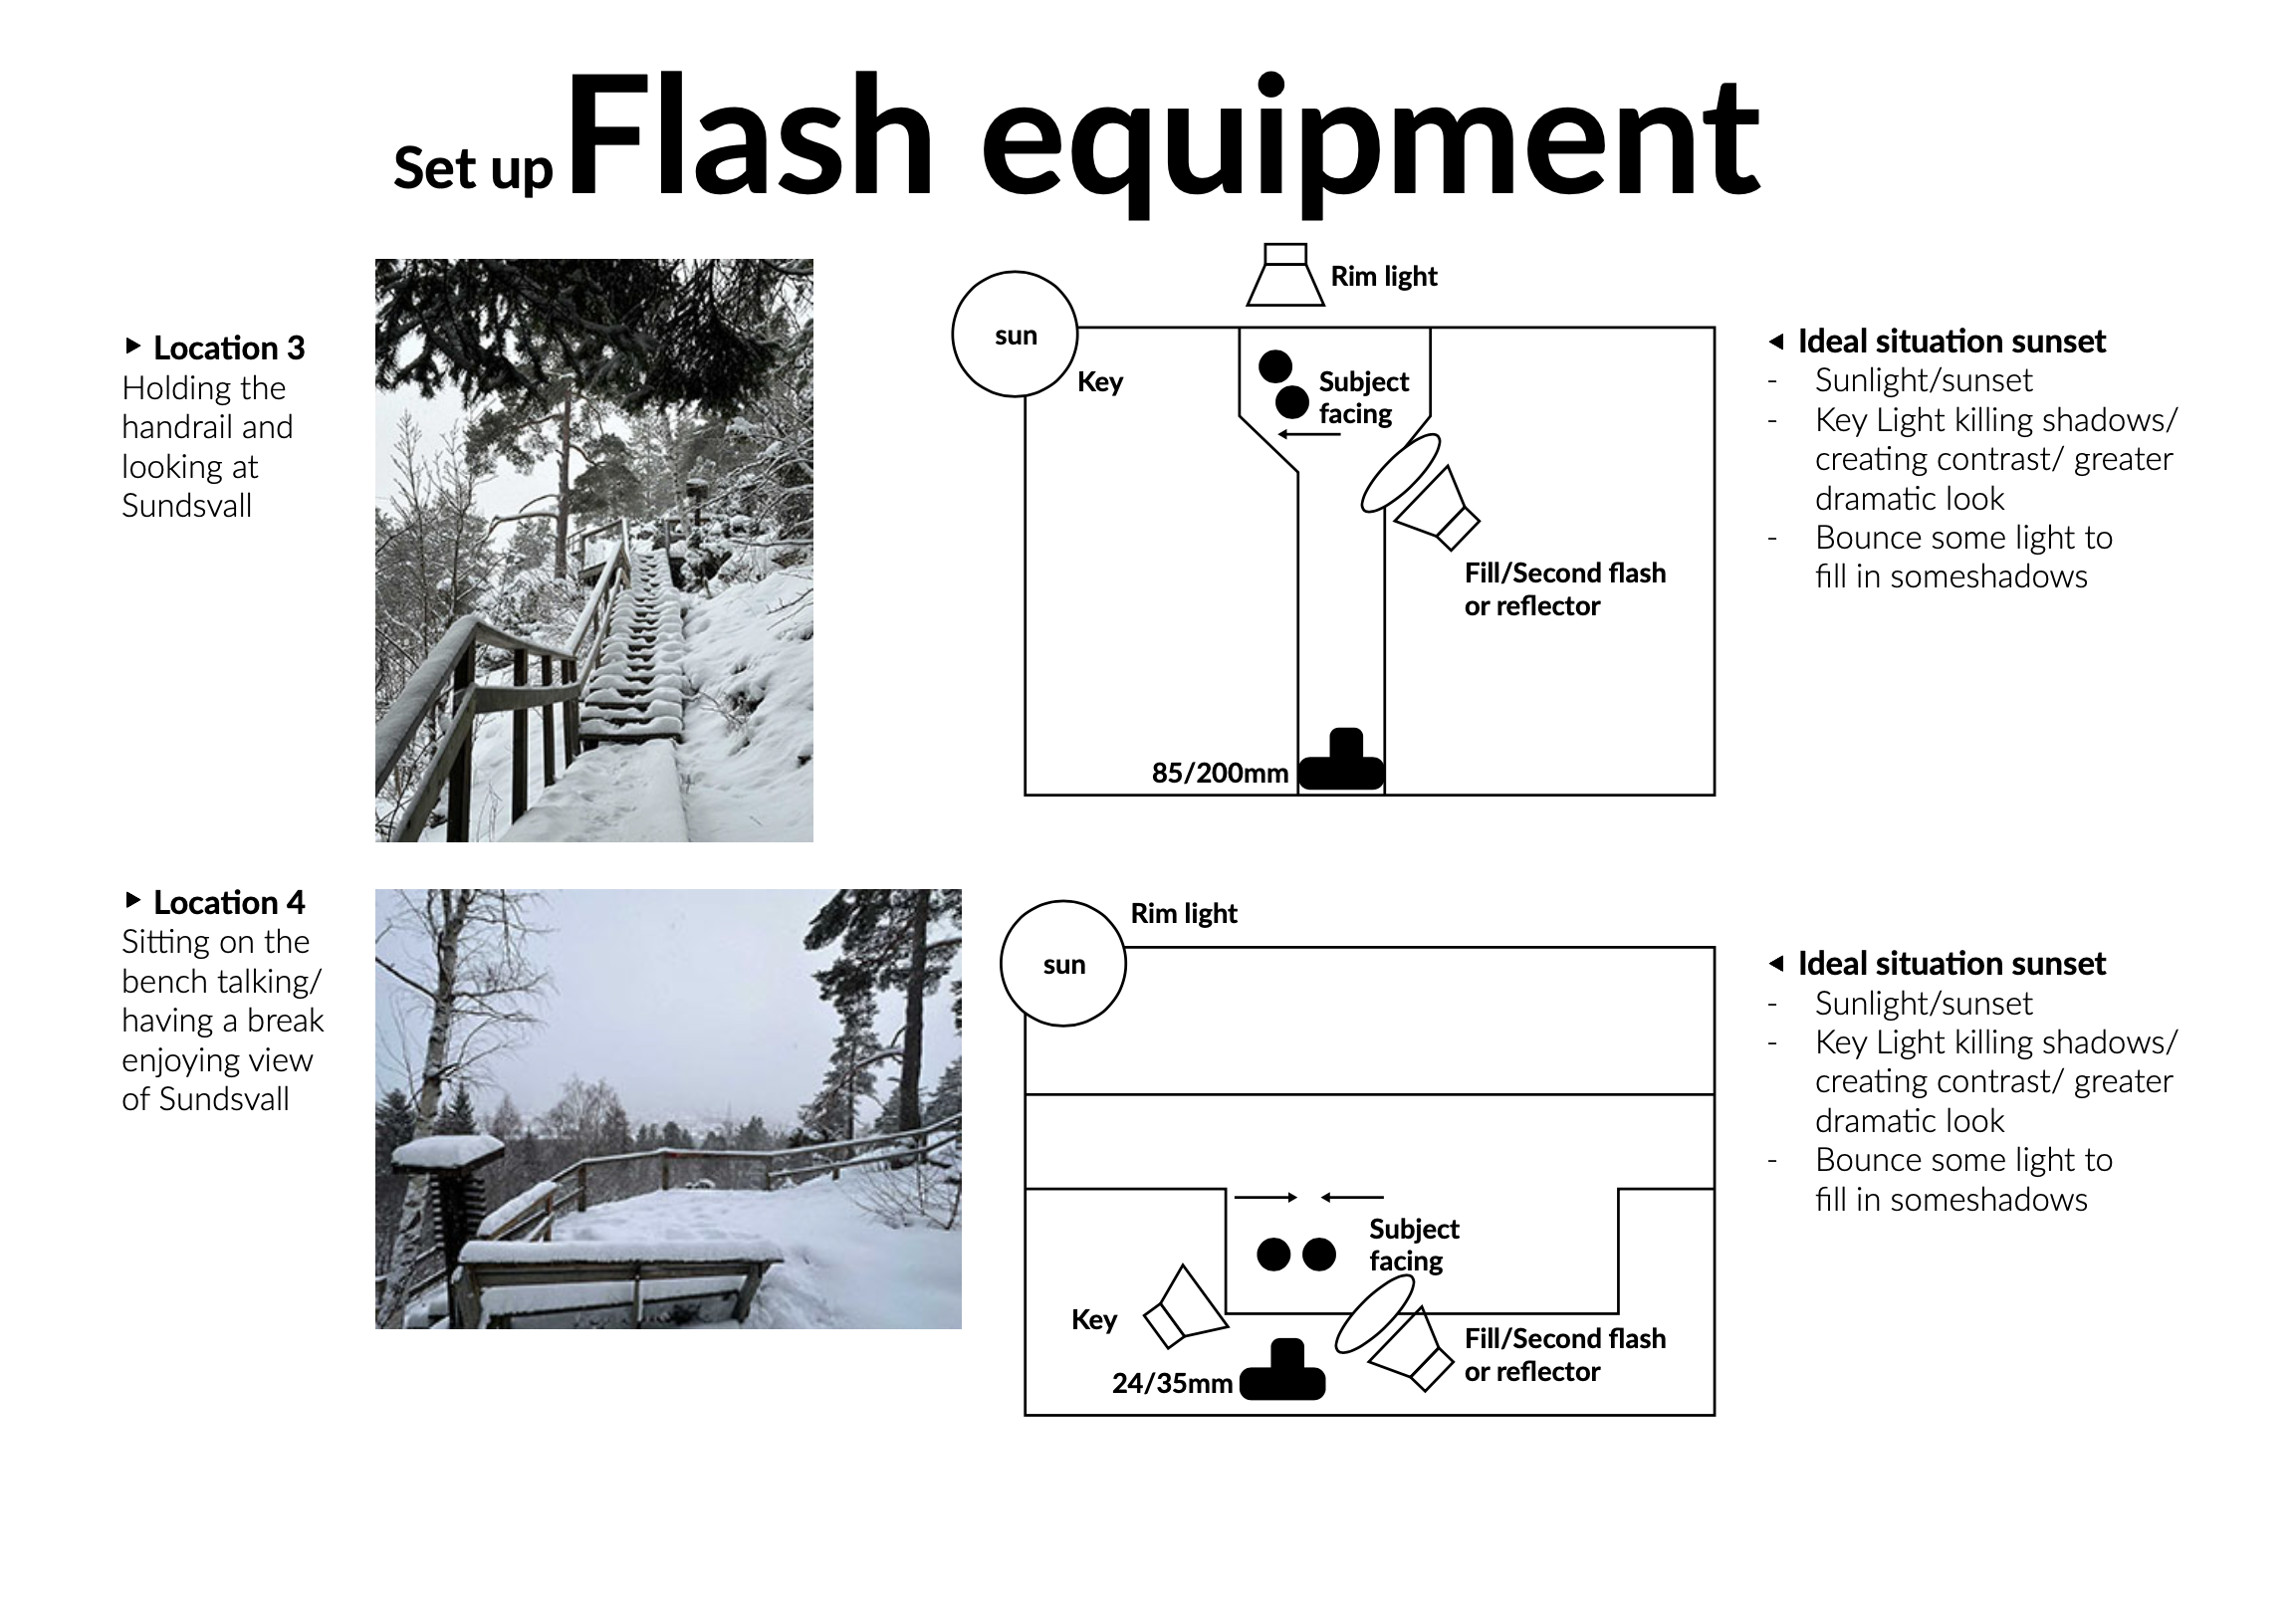 Set up Flash equipment
► Location 3
Holding the
handrail and
looking at
Sundsvall
Rim light
sun
Key
Subject
facing
Fill/Second flash
or reflector
85/200mm
◄ Ideal situation sunset
- Sunlight/sunset
- Key Light killing shadows/
creating contrast/ greater
dramatic look
- Bounce some light to
fill in someshadows
► Location 4
Sitting on the
bench talking/
having a break
enjoying view
of Sundsvall
Rim light
sun
Subject
facing
Key
Fill/Second flash
or reflector
24/35mm
◄ Ideal situation sunset
- Sunlight/sunset
- Key Light killing shadows/
creating contrast/ greater
dramatic look
- Bounce some light to
fill in someshadows